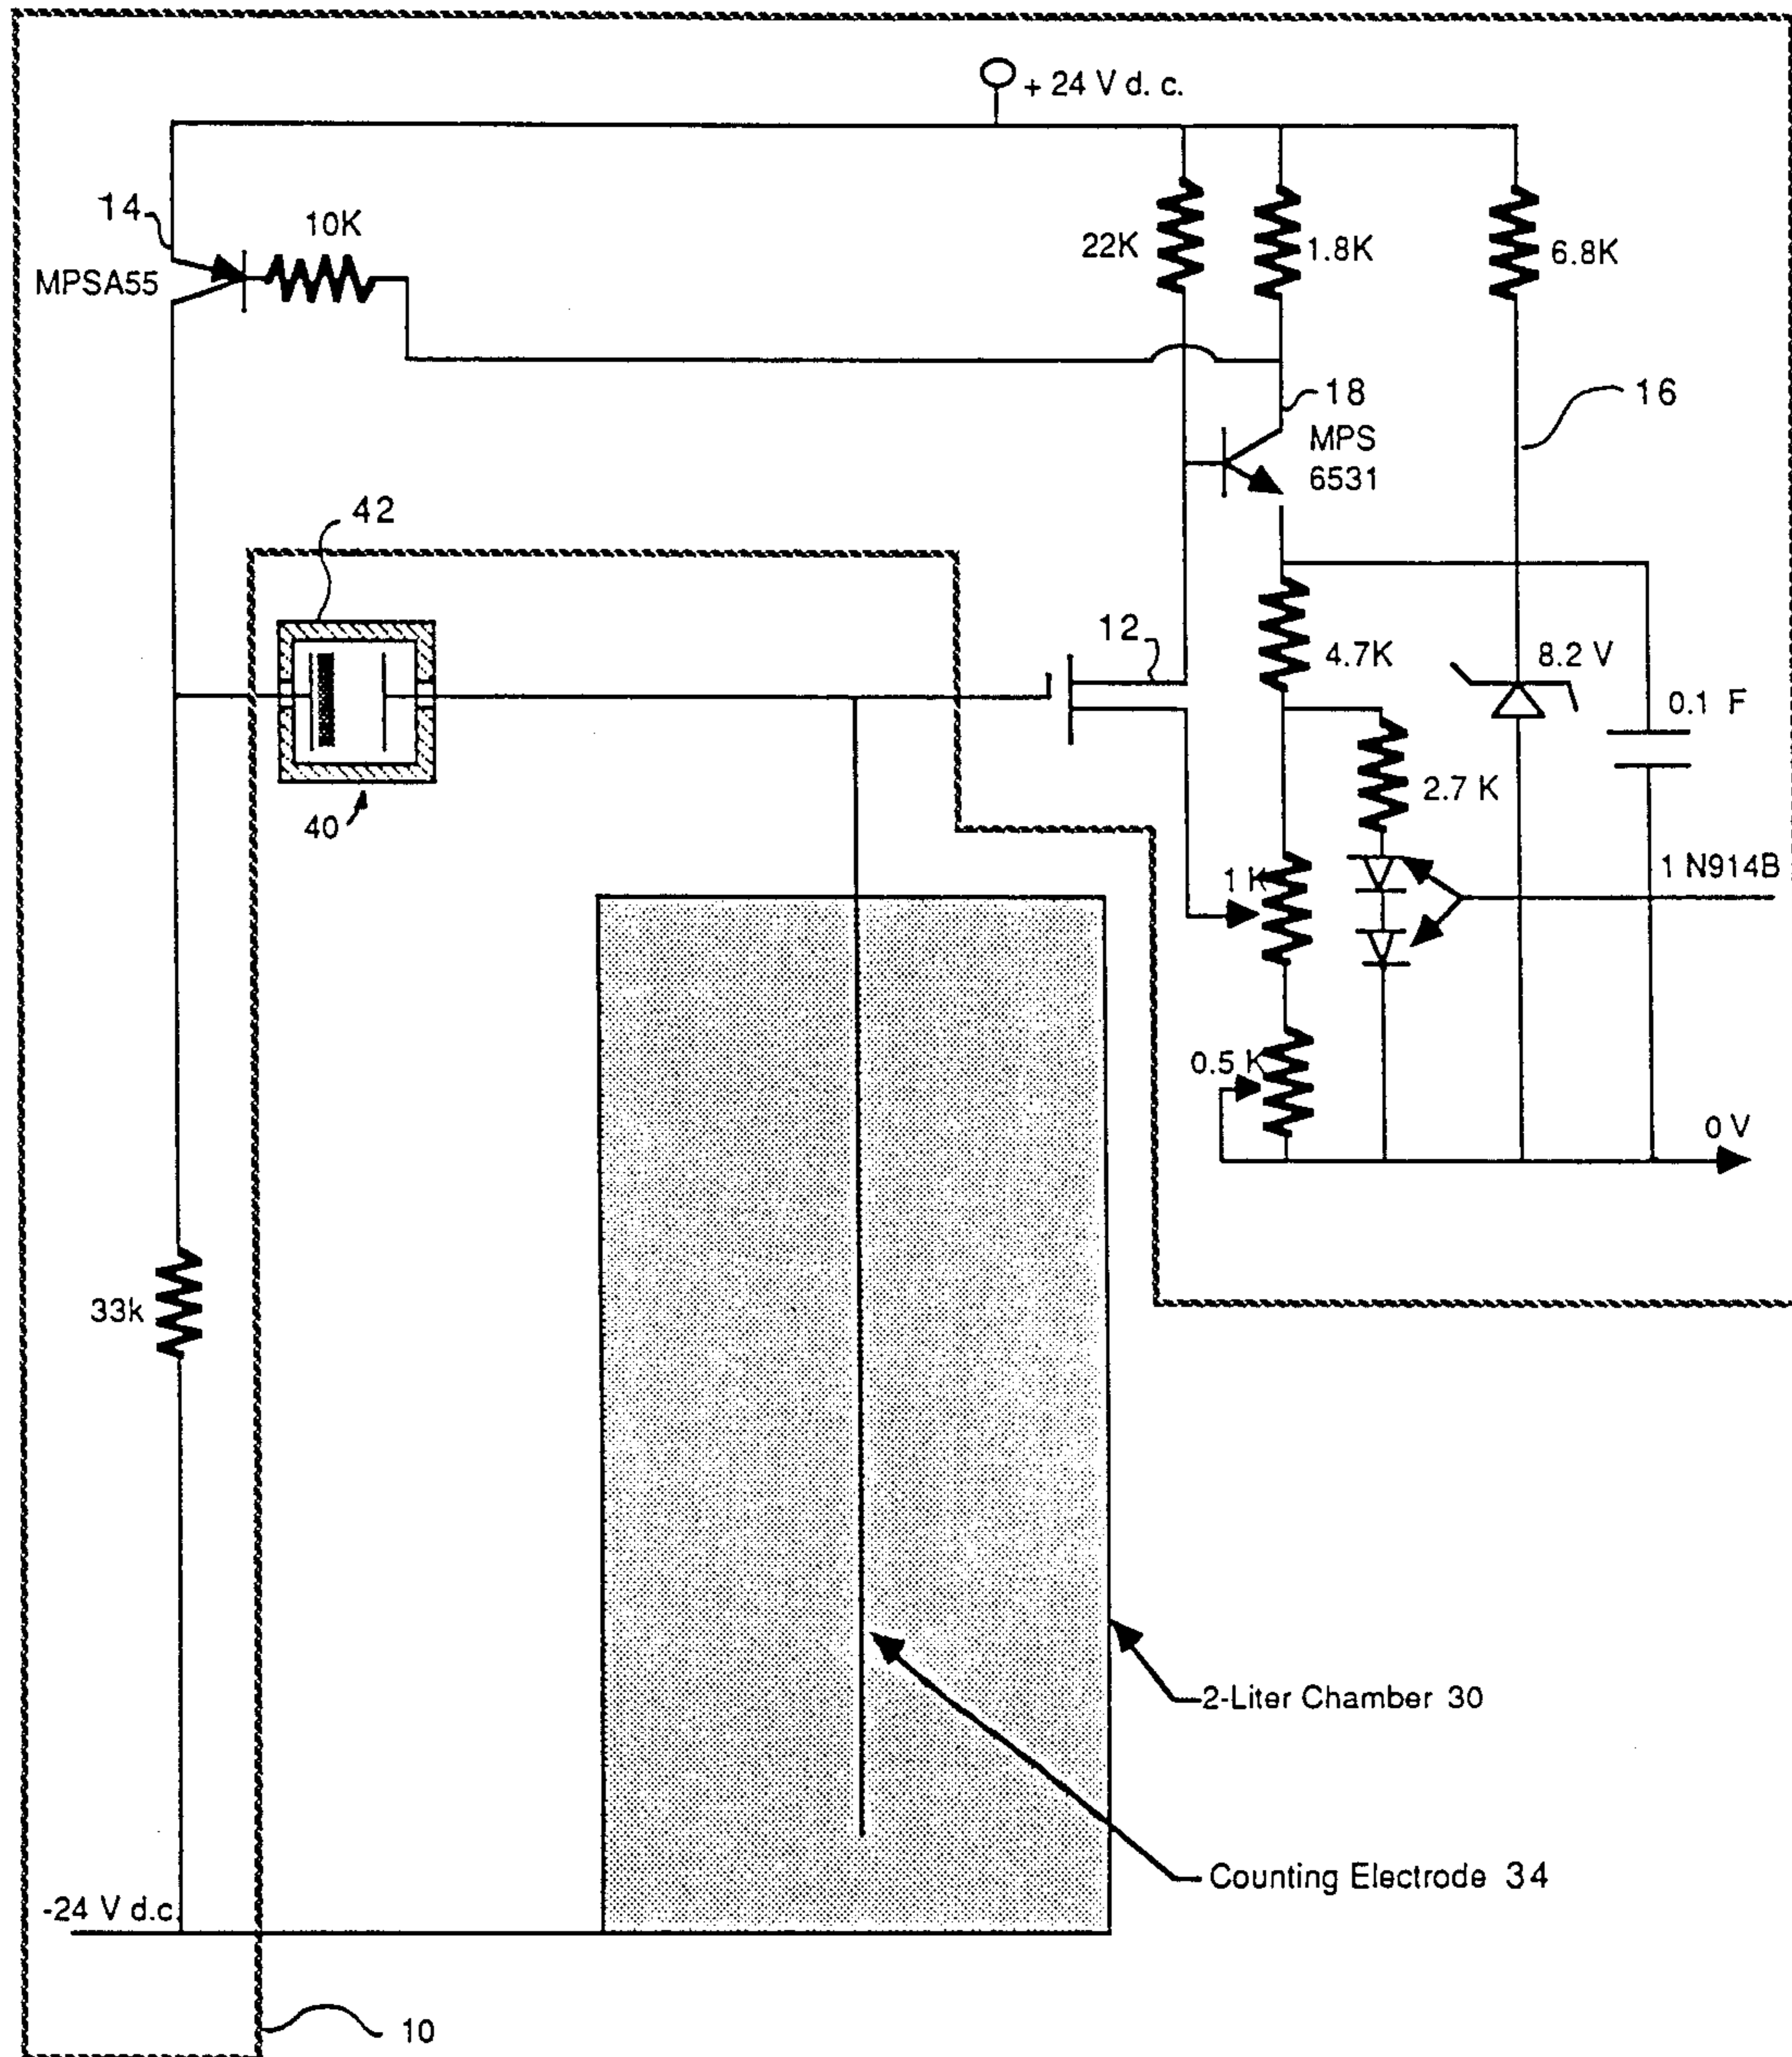 + 24 V d. c.
14
10K
MPSA55
22K
1.8K
6.8K
18
MPS
6531
16
42
12
4.7K
8.2 V
0.1 F
40
2.7 K
1 K
1 N914B
0.5 K
0 V
33k
2-Liter Chamber 30
Counting Electrode 34
-24 V d.c.
10